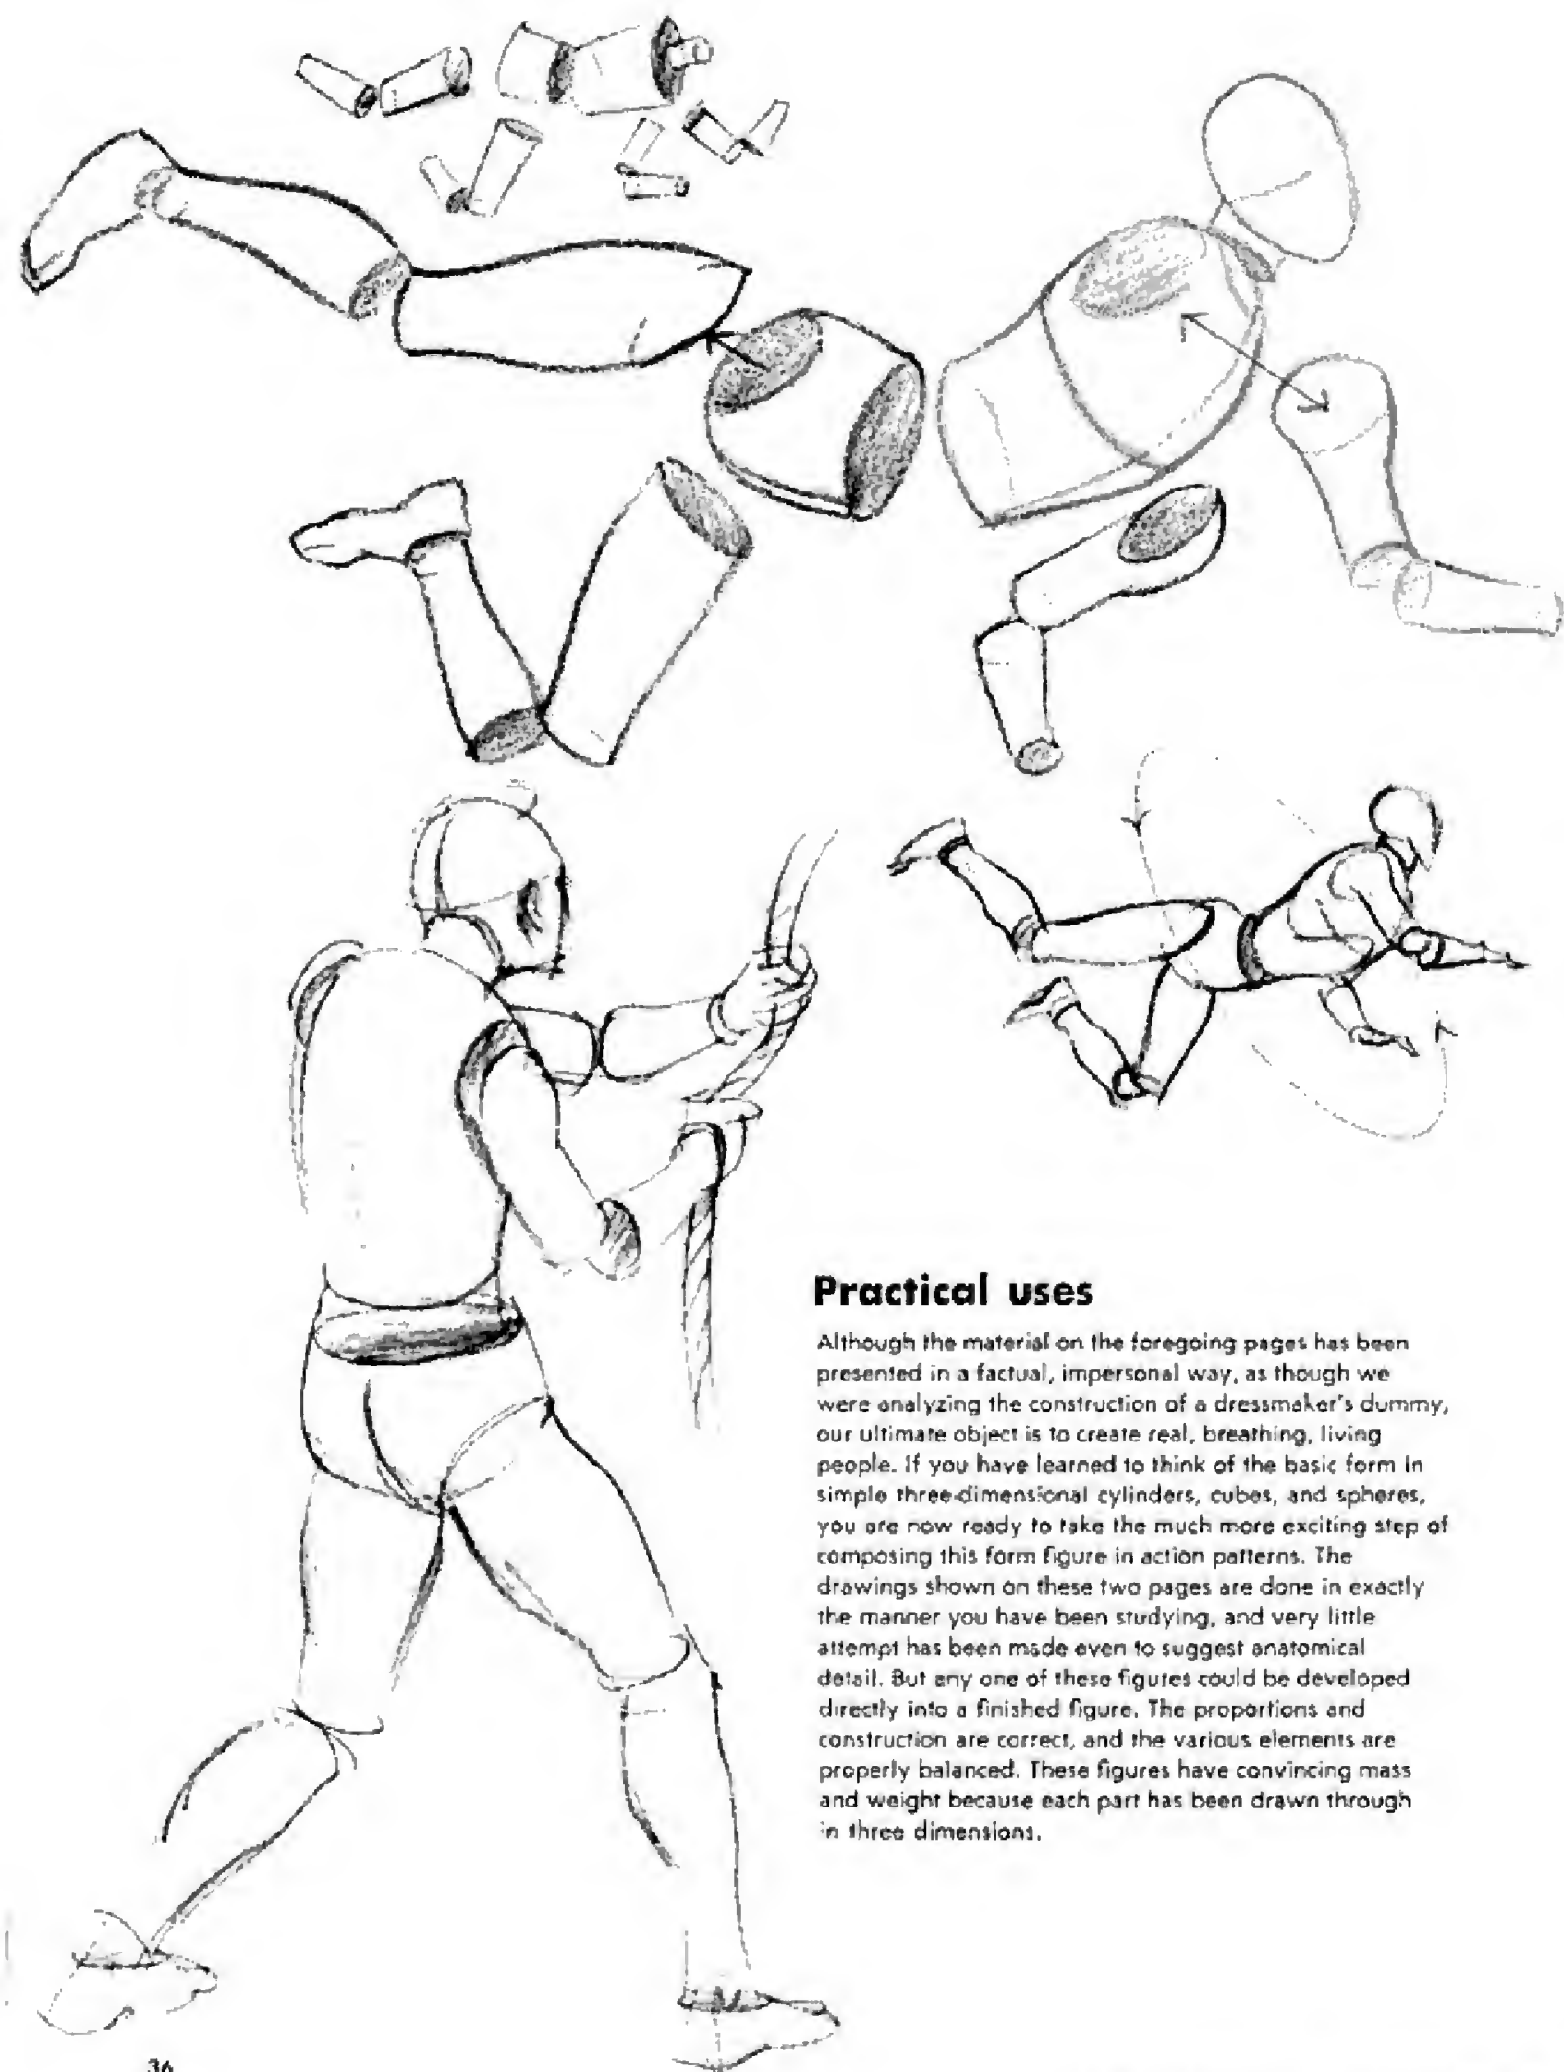 Practical uses
Although the material on the foregoing pages has been
presented in a factual, impersonal way, as though we
were analyzing the construction of a dressmaker's dummy,
our ultimate object is to create real, breathing, living
people. If you have learned to think of the basic form in
simple three-dimensional cylinders, cubes, and spheres,
you are now ready to take the much more exciting step of
composing this form figure in action patterns. The
drawings shown on these two pages are done in exactly
the manner you have been studying, and very little
attempt has been made even to suggest anatomical
detail. But any one of these figures could be developed
directly into a finished figure. The proportions and
construction are correct, and the various elements are
properly balanced. These figures have convincing mass
and weight because each part has been drawn through
in three dimensions.
36